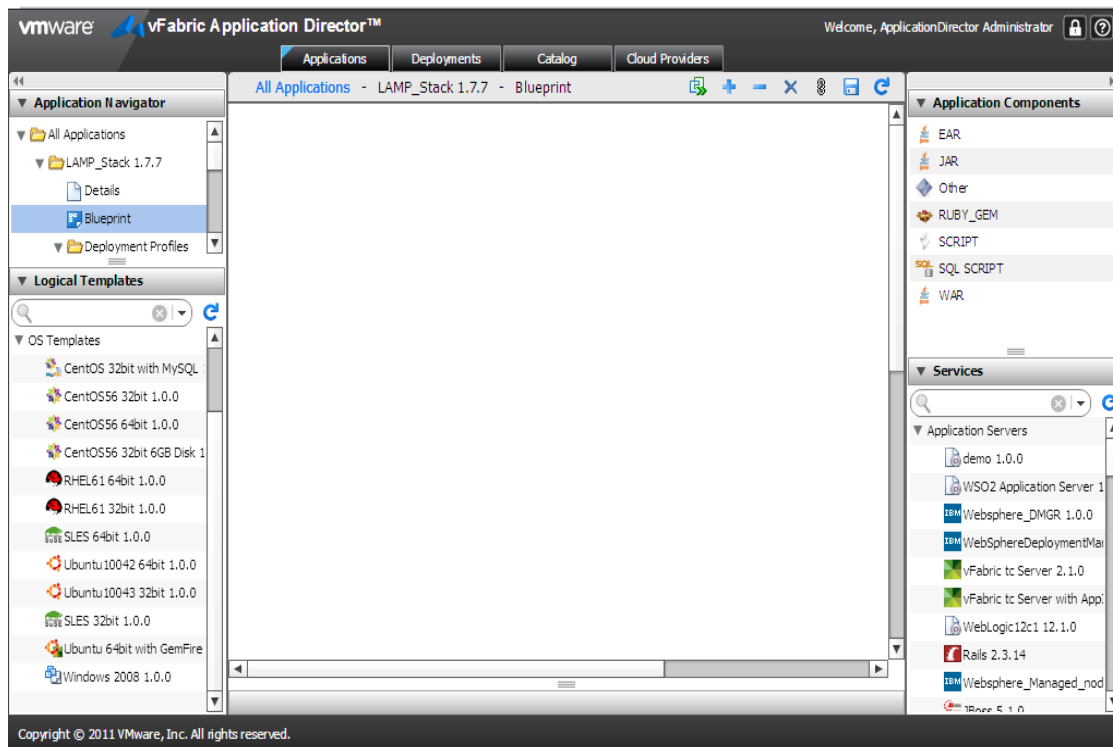 vmware vFabric Application Director™
Welcome, ApplicationDirector Administrator
Applications Deployments Catalog Cloud Providers
All Applications - LAMP_Stack 1.7.7 - Blueprint
Application Navigator
All Applications
LAMP_Stack 1.7.7
Details
Blueprint
Deployment Profiles
Logical Templates
OS Templates
CentOS 32bit with MySQL
CentOS56 32bit 1.0.0
CentOS56 64bit 1.0.0
CentOS56 32bit 6GB Disk 1
RHEL61 64bit 1.0.0
RHEL61 32bit 1.0.0
SLES 64bit 1.0.0
Ubuntu10042 64bit 1.0.0
Ubuntu10043 32bit 1.0.0
SLES 32bit 1.0.0
Ubuntu 64bit with GemFire
Windows 2008 1.0.0
Application Components
EAR
JAR
Other
RUBY_GEM
SCRIPT
SQL SCRIPT
WAR
Services
Application Servers
demo 1.0.0
WSO2 Application Server 1
Websphere_DMGR 1.0.0
WebSphereDeploymentMa
vFabric tc Server 2.1.0
vFabric tc Server with App
WebLogic12c1 12.1.0
Rails 2.3.14
Websphere_Managed_nod
JBoss 5.1.0
Copyright © 2011 VMware, Inc. All rights reserved.